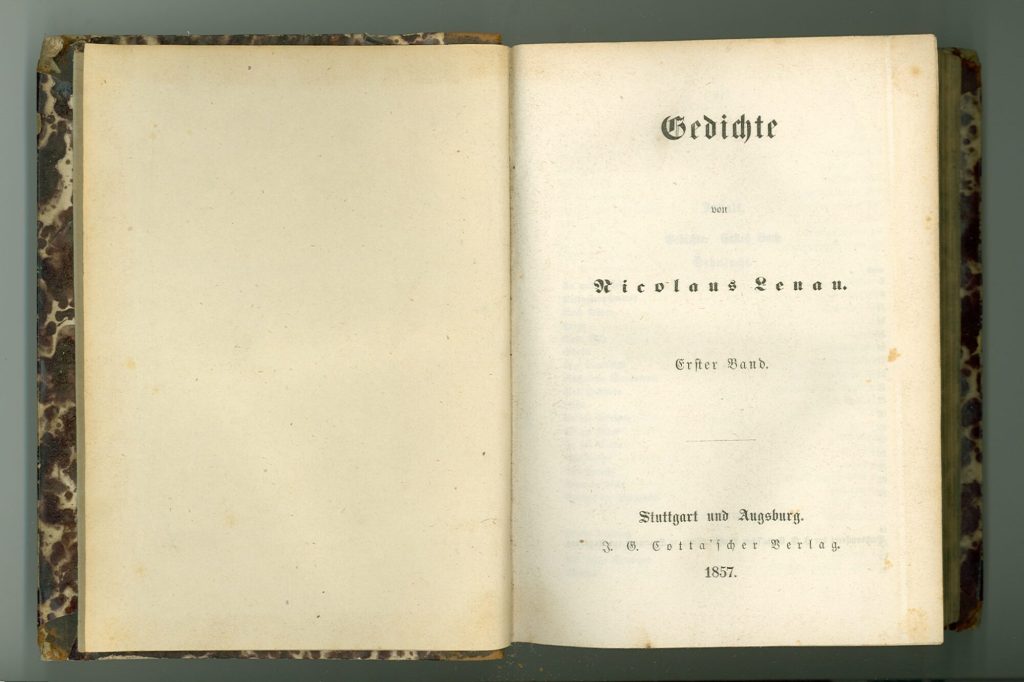 Gedichte
von
Nicolaus Lenau.
Erster Band.
Stuttgart und Augsburg.
J. G. Cotta'scher Verlag.
1857.